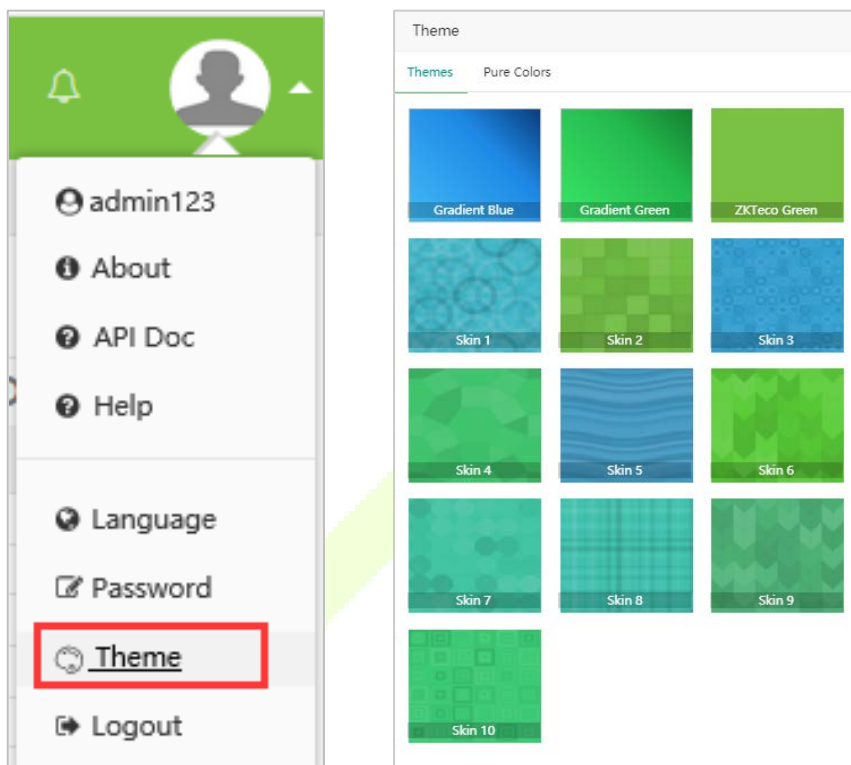 admin123
About
API Doc
Help
Language
Password
Theme
Logout
Theme
Themes Pure Colors
Gradient Blue Gradient Green ZKTeco Green
Skin 1 Skin 2 Skin 3
Skin 4 Skin 5 Skin 6
Skin 7 Skin 8 Skin 9
Skin 10